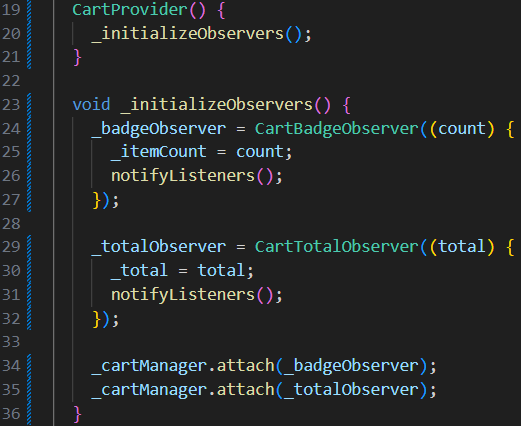 19 CartProvider() {
20 _initializeObservers();
21 }
22
23 void _initializeObservers() {
24 _badgeObserver = CartBadgeObserver((count) {
25 _itemCount = count;
26 notifyListeners();
27 });
28
29 _totalObserver = CartTotalObserver((total) {
30 _total = total;
31 notifyListeners();
32 });
33
34 _cartManager.attach(_badgeObserver);
35 _cartManager.attach(_totalObserver);
36 }